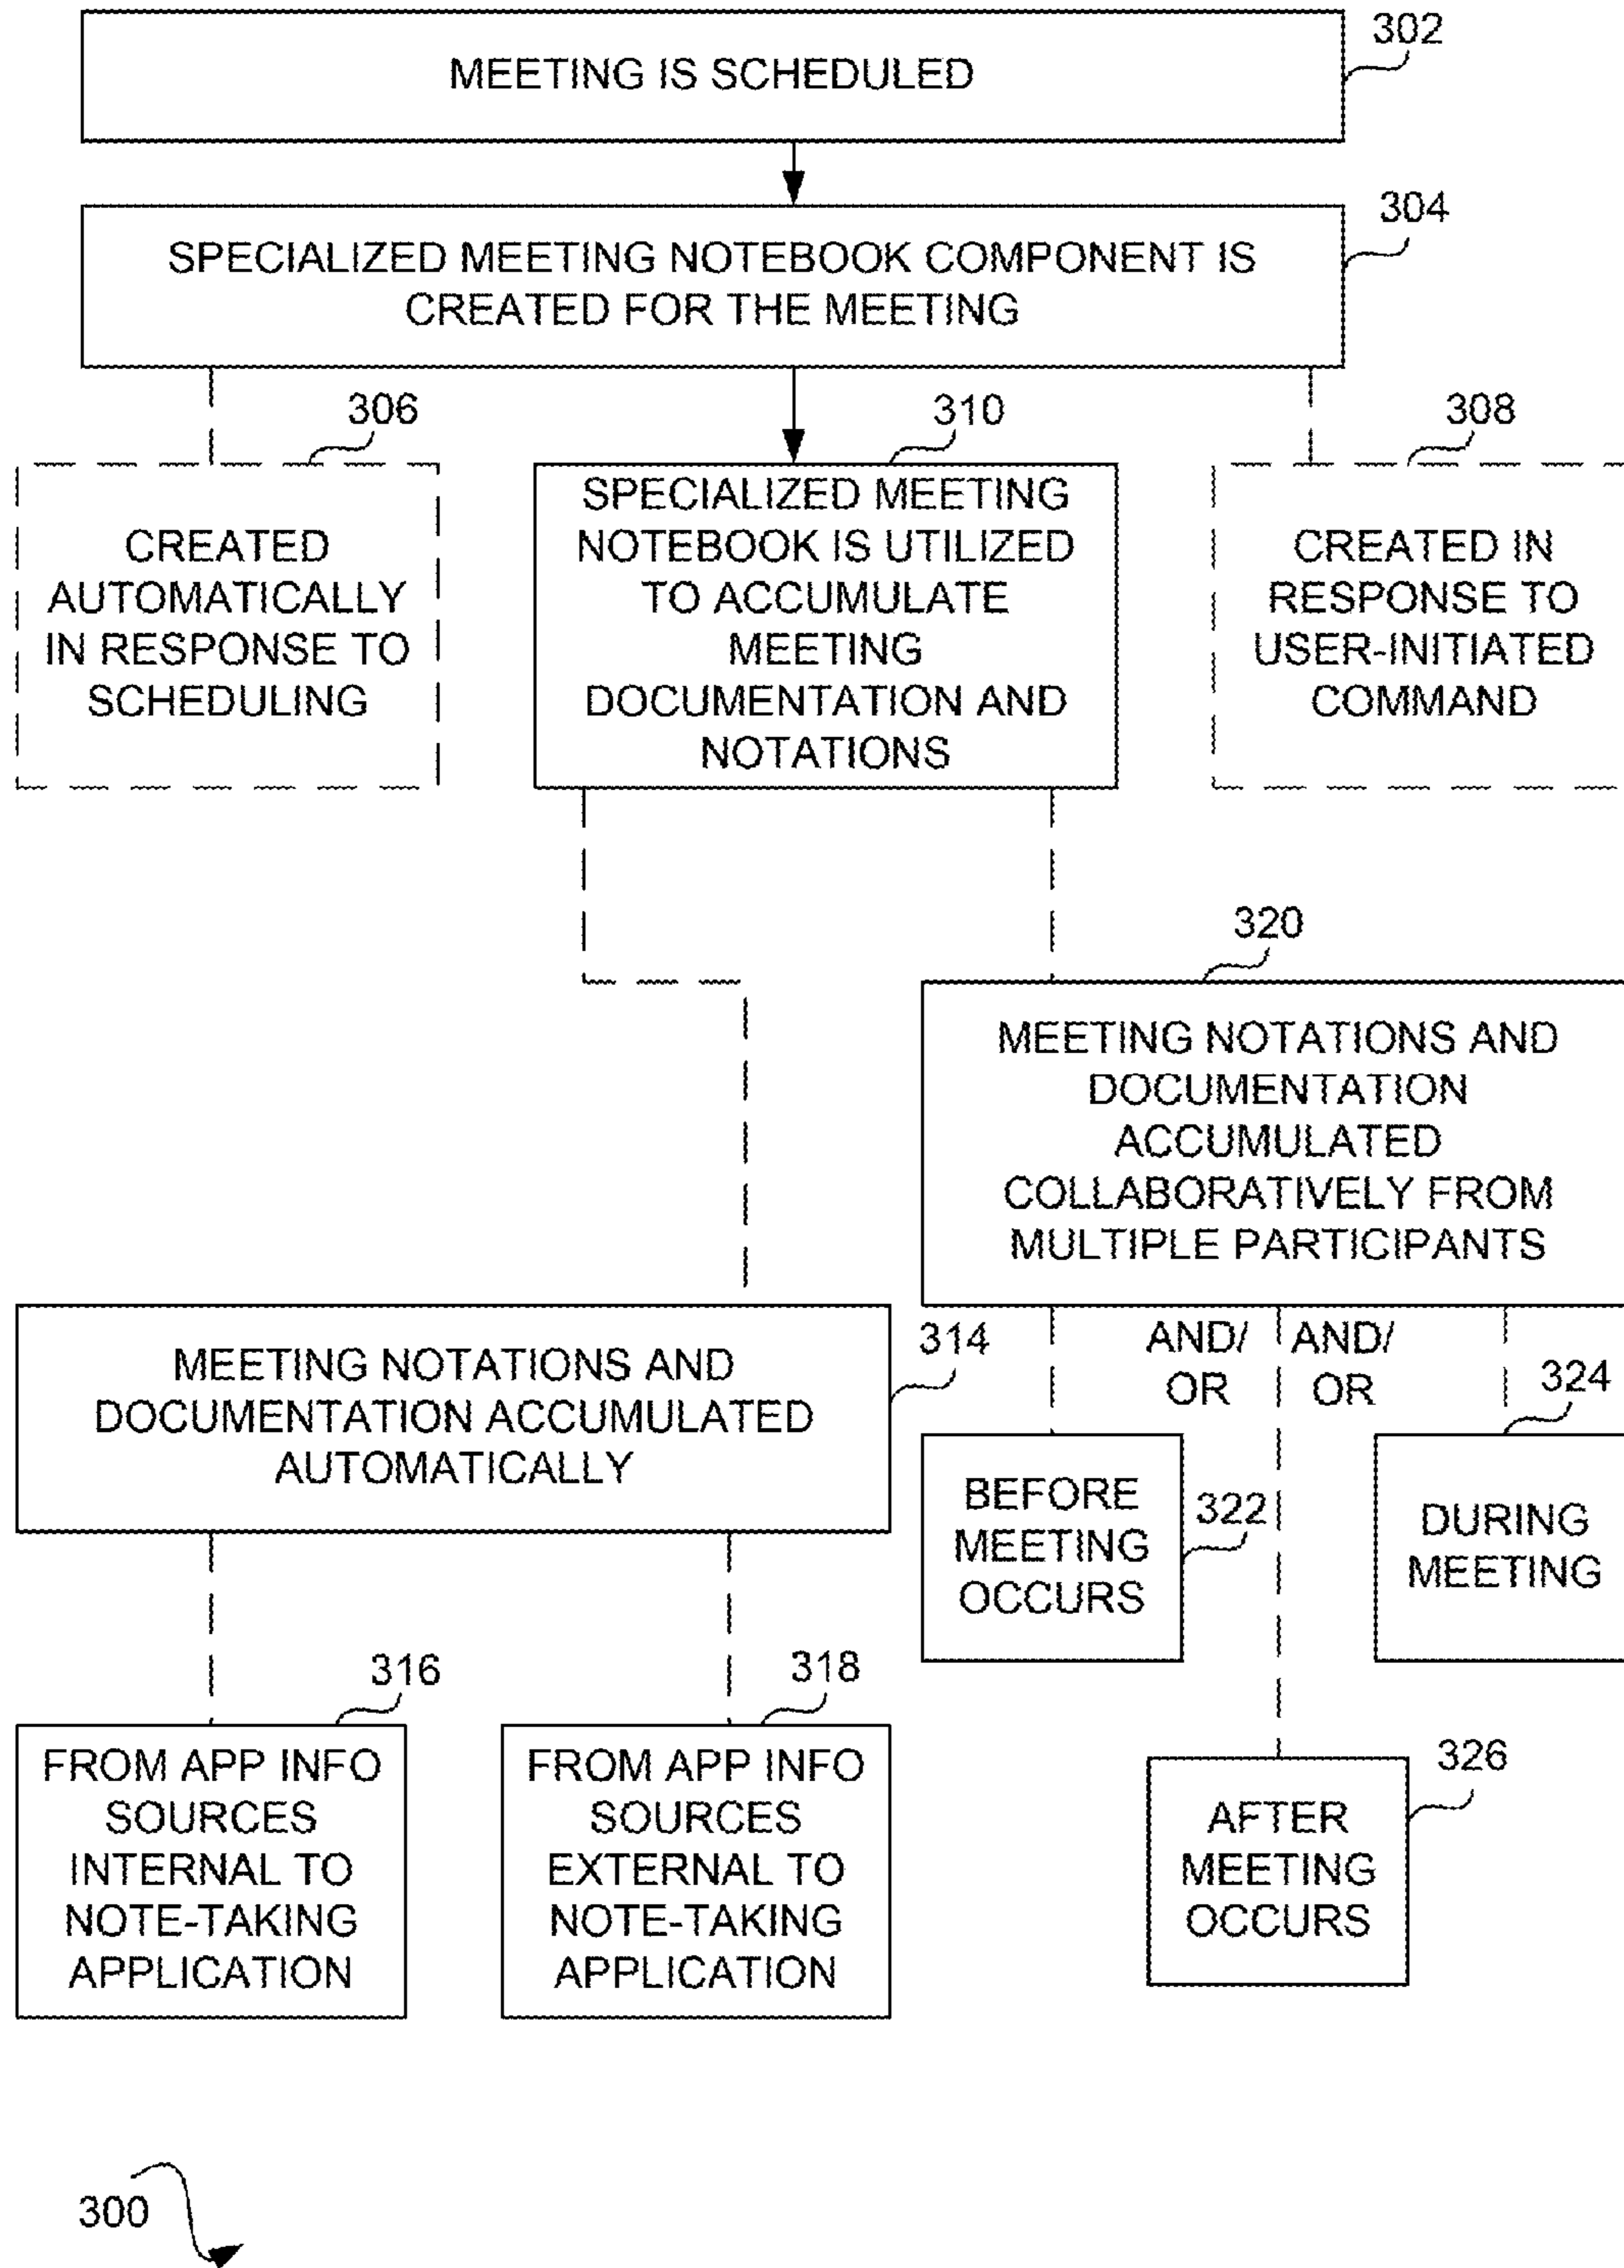 302
MEETING IS SCHEDULED
304
SPECIALIZED MEETING NOTEBOOK COMPONENT IS
CREATED FOR THE MEETING
306
310
308
CREATED
AUTOMATICALLY
IN RESPONSE TO
SCHEDULING
SPECIALIZED MEETING
NOTEBOOK IS UTILIZED
TO ACCUMULATE
MEETING
DOCUMENTATION AND
NOTATIONS
CREATED IN
RESPONSE TO
USER-INITIATED
COMMAND
320
MEETING NOTATIONS AND
DOCUMENTATION
ACCUMULATED
COLLABORATIVELY FROM
MULTIPLE PARTICIPANTS
314
MEETING NOTATIONS AND
DOCUMENTATION ACCUMULATED
AUTOMATICALLY
AND/
OR
AND/
OR
324
BEFORE
MEETING
OCCURS
322
DURING
MEETING
316
318
FROM APP INFO
SOURCES
INTERNAL TO
NOTE-TAKING
APPLICATION
FROM APP INFO
SOURCES
EXTERNAL TO
NOTE-TAKING
APPLICATION
326
AFTER
MEETING
OCCURS
300